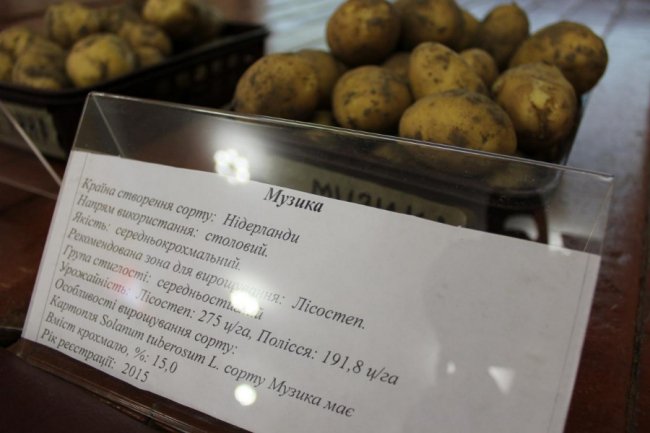 Музика
Країна створення сорту: Нідерланди
Напрям використання: столовий.
Якість: середньокрохмальний.
Рекомендована зона для вирощування: Лісостеп.
Група стиглості: середньостиглий
Урожайність: Лісостеп: 275 ц/га, Полісся: 191,8 ц/га
Особливості вирощування сорту:
Картопля Solanum tuberosum L. сорту Музика має
Вміст крохмалю, %: 15,0
Рік реєстрації: 2015
МУЗИКА